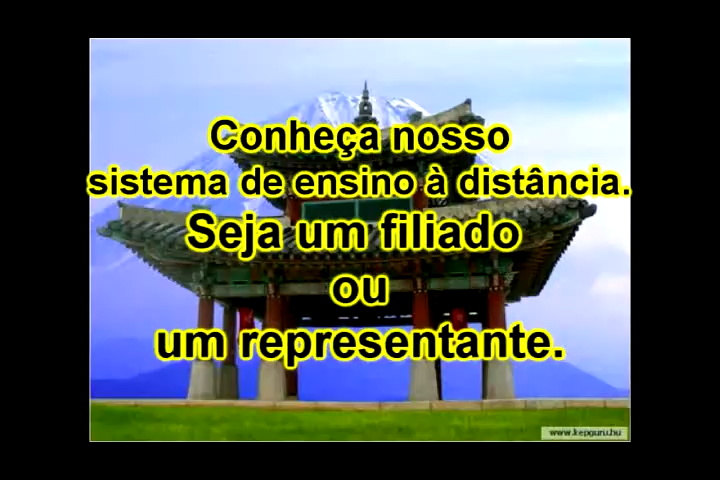 Conheça nosso
sistema de ensino à distância.
Seja um filiado
ou
um representante.
www.kepguru.hu